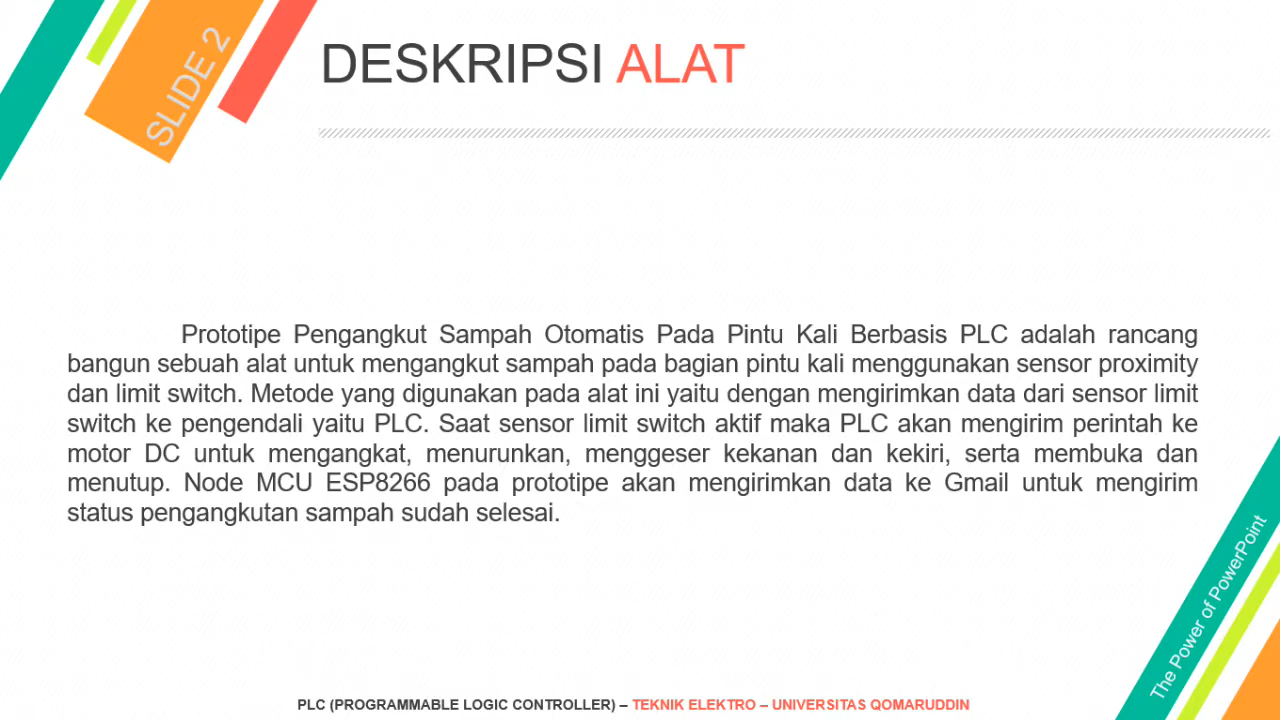 SLIDE 2
DESKRIPSI ALAT
Prototipe Pengangkut Sampah Otomatis Pada Pintu Kali Berbasis PLC adalah rancang
bangun sebuah alat untuk mengangkut sampah pada bagian pintu kali menggunakan sensor proximity
dan limit switch. Metode yang digunakan pada alat ini yaitu dengan mengirimkan data dari sensor limit
switch ke pengendali yaitu PLC. Saat sensor limit switch aktif maka PLC akan mengirim perintah ke
motor DC untuk mengangkat, menurunkan, menggeser kekanan dan kekiri, serta membuka dan
menutup. Node MCU ESP8266 pada prototipe akan mengirimkan data ke Gmail untuk mengirim
status pengangkutan sampah sudah selesai.
The Power of PowerPoint
PLC (PROGRAMMABLE LOGIC CONTROLLER) – TEKNIK ELEKTRO – UNIVERSITAS QOMARUDDIN